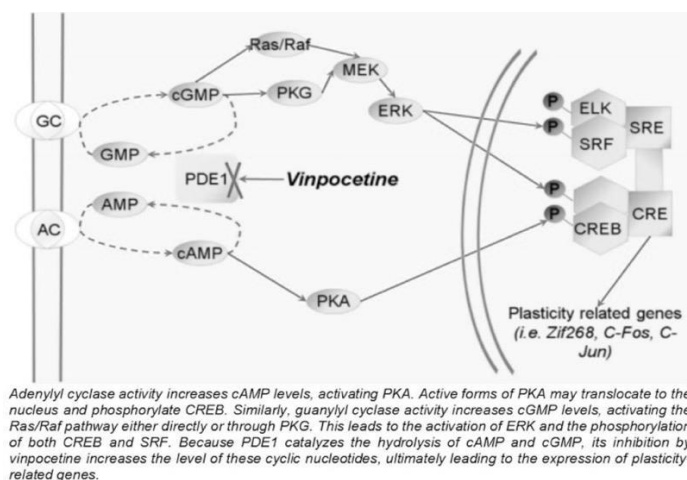 Ras/Raf
MEK
cGMP
PKG
ERK
GC
GMP
P
ELK
P
SRF
SRE
PDE1
Vinpocetine
AMP
AC
cAMP
P
P
CREB
CRE
PKA
Plasticity related genes
(i.e. Zif268, C-Fos, C-
Jun)
Adenylyl cyclase activity increases cAMP levels, activating PKA. Active forms of PKA may translocate to the
nucleus and phosphorylate CREB. Similarly, guanylyl cyclase activity increases cGMP levels, activating the
Ras/Raf pathway either directly or through PKG. This leads to the activation of ERK and the phosphorylation
of both CREB and SRF. Because PDE1 catalyzes the hydrolysis of cAMP and cGMP, its inhibition by
vinpocetine increases the level of these cyclic nucleotides, ultimately leading to the expression of plasticity-
related genes.